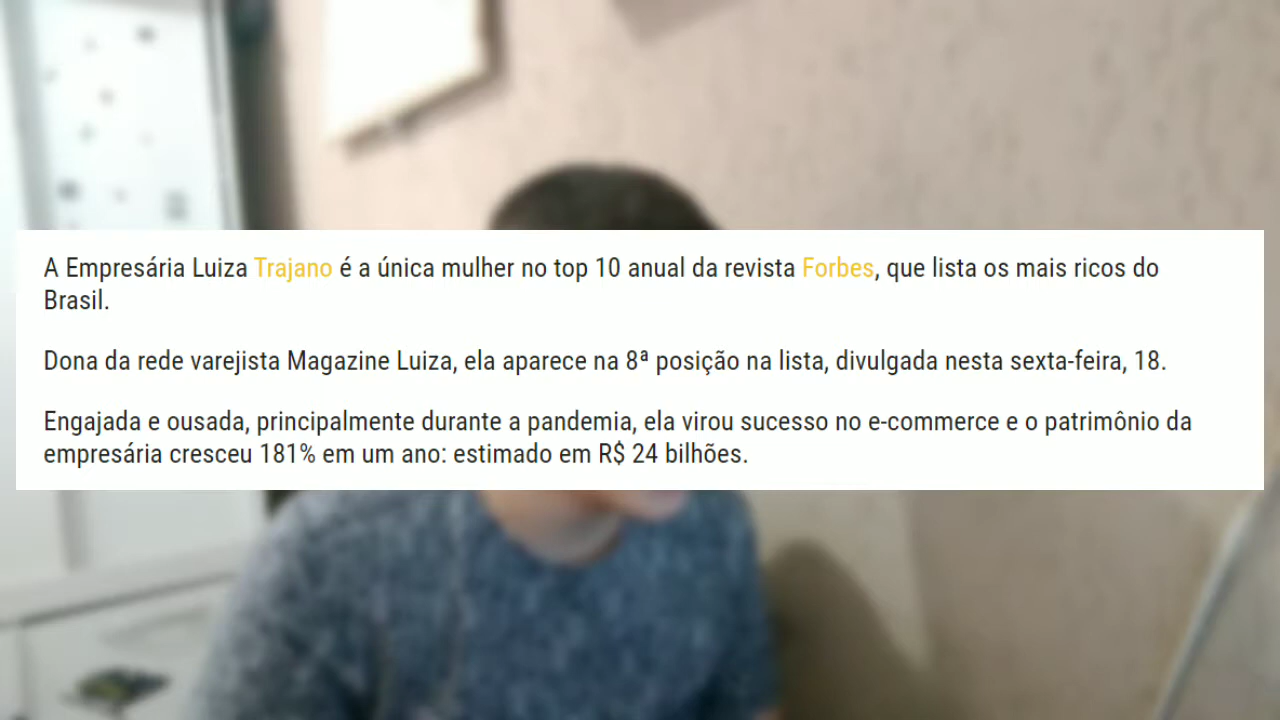 A Empresária Luiza Trajano é a única mulher no top 10 anual da revista Forbes, que lista os mais ricos do
Brasil.
Dona da rede varejista Magazine Luiza, ela aparece na 8ª posição na lista, divulgada nesta sexta-feira, 18.
Engajada e ousada, principalmente durante a pandemia, ela virou sucesso no e-commerce e o patrimônio da
empresária cresceu 181% em um ano: estimado em R$ 24 bilhões.